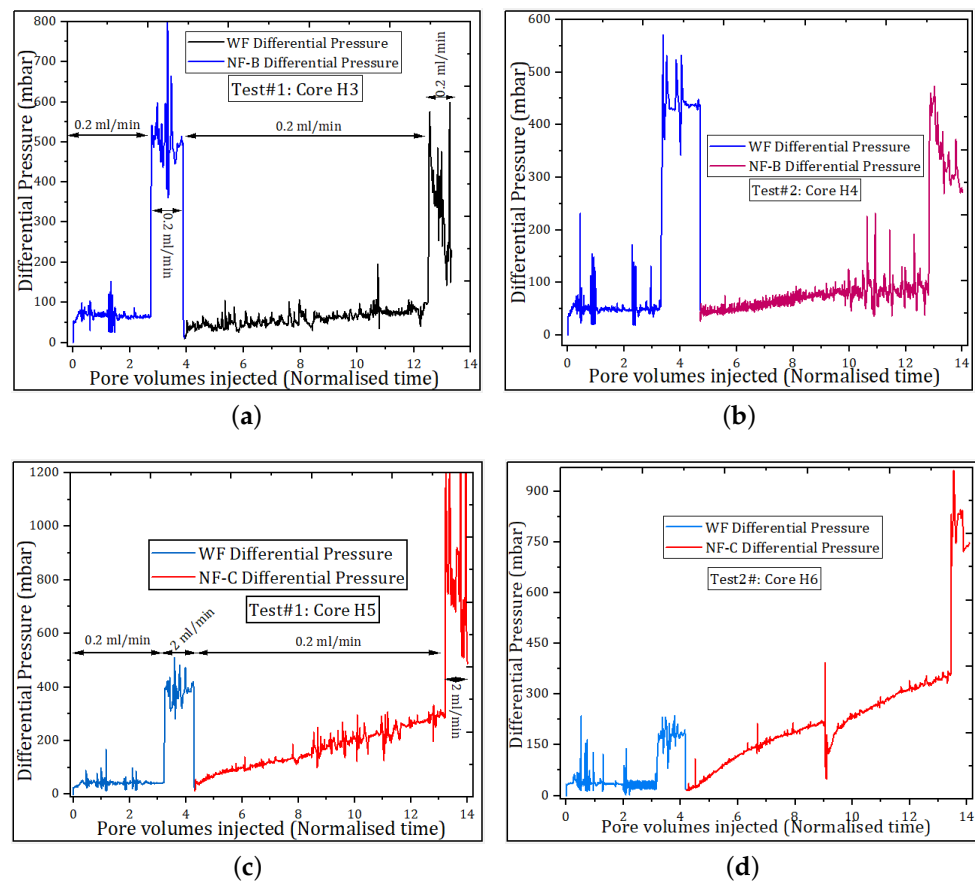 800
700
600
500
400
300
200
100
0
Differential Pressure (mbar)
WF Differential Pressure
NF-B Differential Pressure
Test#1: Core H3
0.2 ml/min
0.2 ml/min
0.2 ml/min
0.2 ml/min
0 2 4 6 8 10 12 14
Pore volumes injected (Normalised time)
(a)
600
500
400
300
200
100
0
Differential Pressure (mbar)
WF Differential Pressure
NF-B Differential Pressure
Test#2: Core H4
0 2 4 6 8 10 12 14
Pore volumes injected (Normalised time)
(b)
1200
1000
800
600
400
200
0
Differential Pressure (mbar)
WF Differential Pressure
NF-C Differential Pressure
Test#1: Core H5
0.2 ml/min
2 ml/min
0.2 ml/min
2 ml/min
0 2 4 6 8 10 12 14
Pore volumes injected (Normalised time)
(c)
900
750
600
450
300
150
0
Differential Pressure (mbar)
WF Differential Pressure
NF-C Differential Pressure
Test2#: Core H6
0 2 4 6 8 10 12 14
Pore volumes injected (Normalised time)
(d)